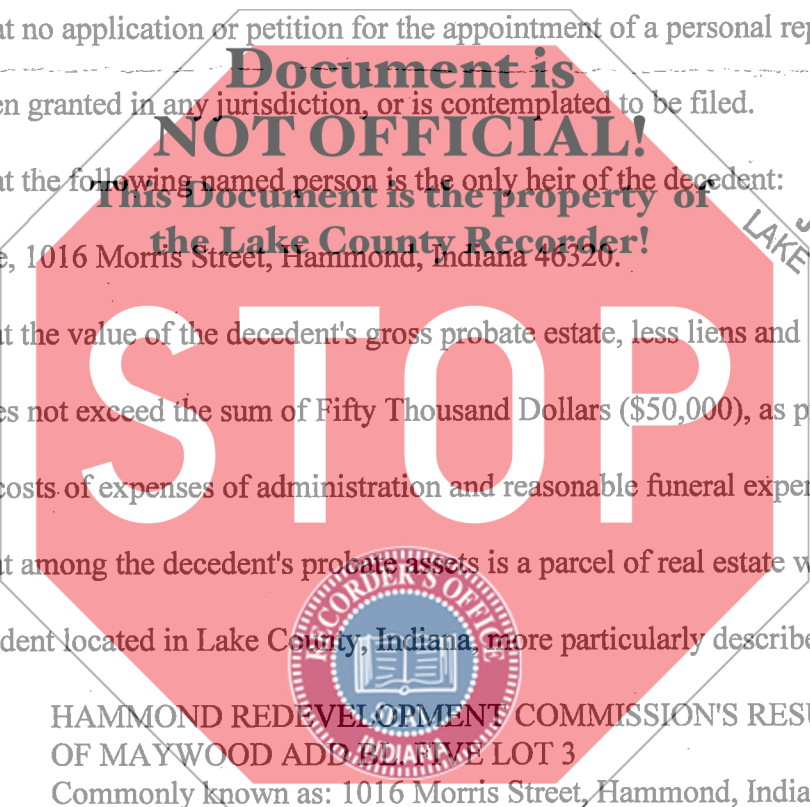 at no application or petition for the appointment of a personal rep
Document is
en granted in any jurisdiction, or is contemplated to be filed.
NOT OFFICIAL!
at the following named person is the only heir of the decedent:
This Document is the property of
LAKE
the Lake County Recorder!
e, 1016 Morris Street, Hammond, Indiana 46320.
at the value of the decedent's gross probate estate, less liens and
STOP
es not exceed the sum of Fifty Thousand Dollars ($50,000), as p
costs of expenses of administration and reasonable funeral exper
at among the decedent's probate assets is a parcel of real estate w
RECORDER'S OFFICE
dent located in Lake County, Indiana, more particularly describe
HAMMOND REDEVELOPMENT COMMISSION'S RESU
OF MAYWOOD ADD BL. FIVE LOT 3
INDIANA
Commonly known as: 1016 Morris Street, Hammond, India